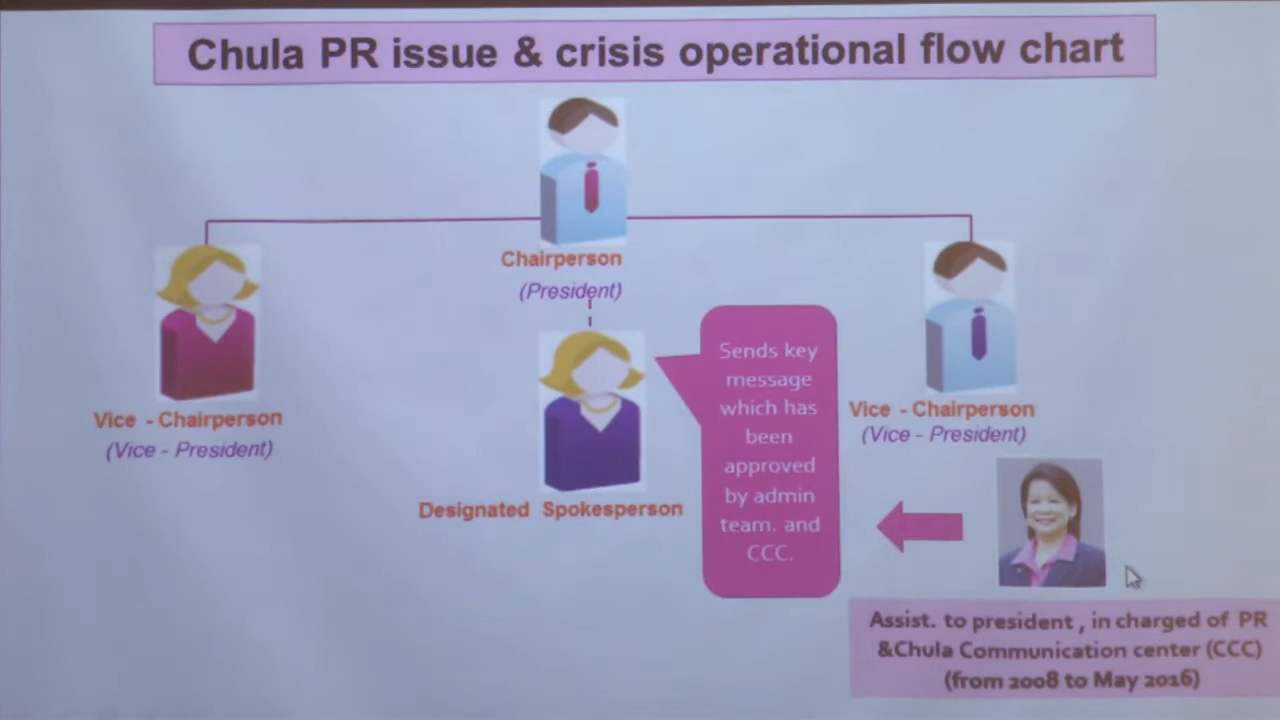 Chula PR issue & crisis operational flow chart
Chairperson
(President)
Vice - Chairperson
(Vice - President)
Designated Spokesperson
Sends key
message
which has
been
approved
by admin
team. and
CCC.
Vice - Chairperson
(Vice - President)
Assist. to president , in charged of PR
&Chula Communication center (CCC)
(from 2008 to May 2016)